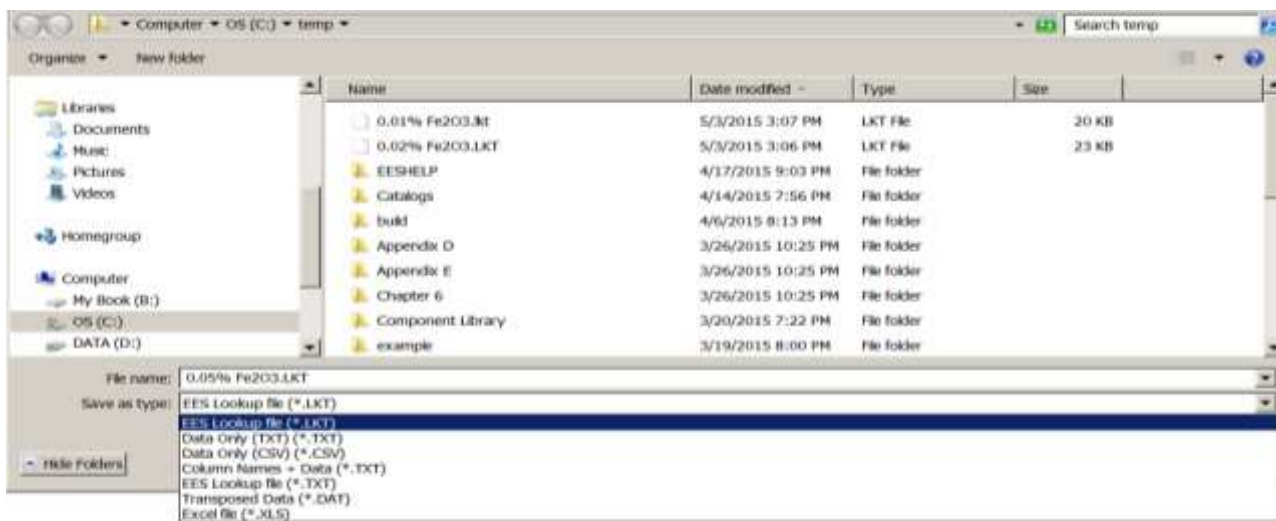 Computer OS (C:) temp Search temp
Organize New folder
Name Date modified Type Size
Libraries
Documents
Music
Pictures
Videos
Homegroup
Computer
My Book (B:)
OS (C:)
DATA (D:)
0.01% Fe2O3.lkt 5/3/2015 3:07 PM LKT File 20 KB
0.02% Fe2O3.LKT 5/3/2015 3:06 PM LKT File 23 KB
EESHELP 4/17/2015 9:03 PM File folder
Catalogs 4/14/2015 7:56 PM File folder
build 4/6/2015 8:13 PM File folder
Appendix D 3/26/2015 10:25 PM File folder
Appendix E 3/26/2015 10:25 PM File folder
Chapter 6 3/26/2015 10:25 PM File folder
Component Library 3/20/2015 7:22 PM File folder
example 3/19/2015 8:00 PM File folder
File name: 0.05% Fe2O3.LKT
Save as type: EES Lookup file (*.LKT)
EES Lookup file (*.LKT)
Data Only (TXT) (*.TXT)
Data Only (CSV) (*.CSV)
Column Names + Data (*.TXT)
EES Lookup file (*.TXT)
Transposed Data (*.DAT)
Excel file (*.XLS)
Hide Folders